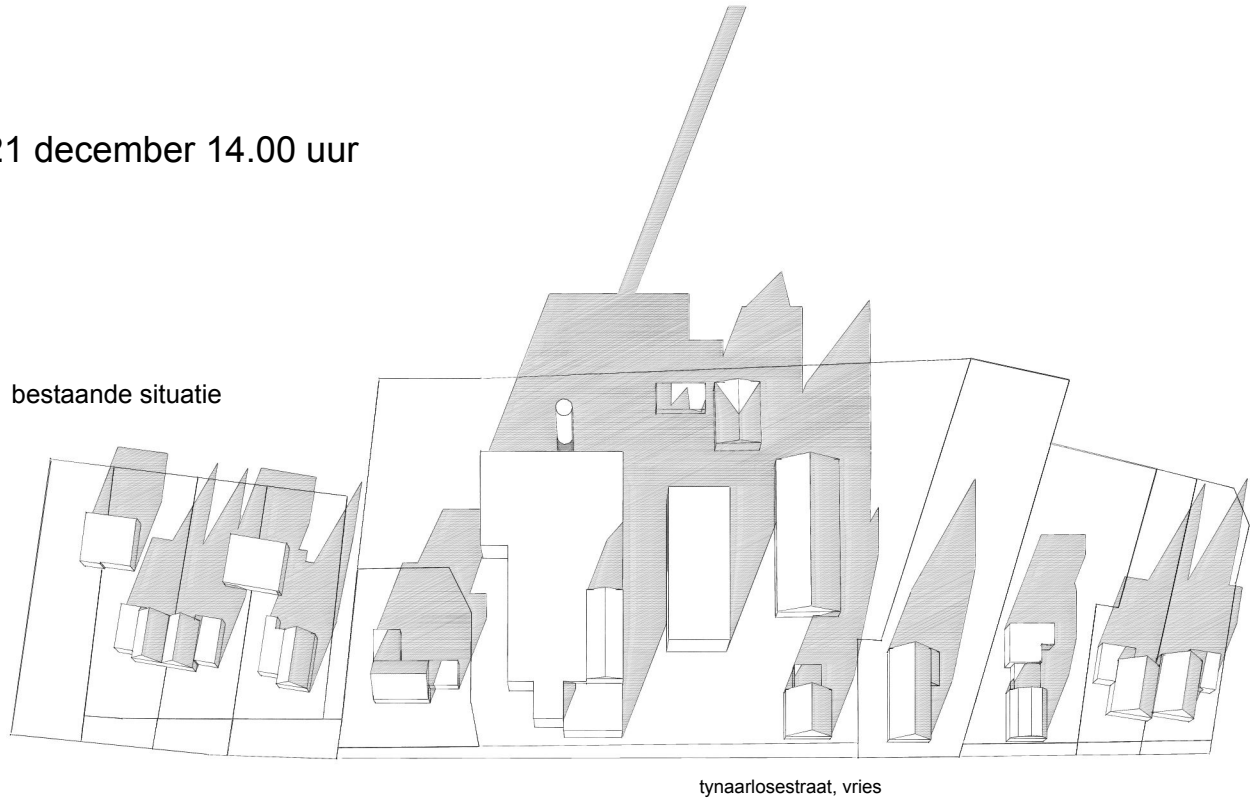 21 december 14.00 uur
bestaande situatie
tynaarlosestraat, vries